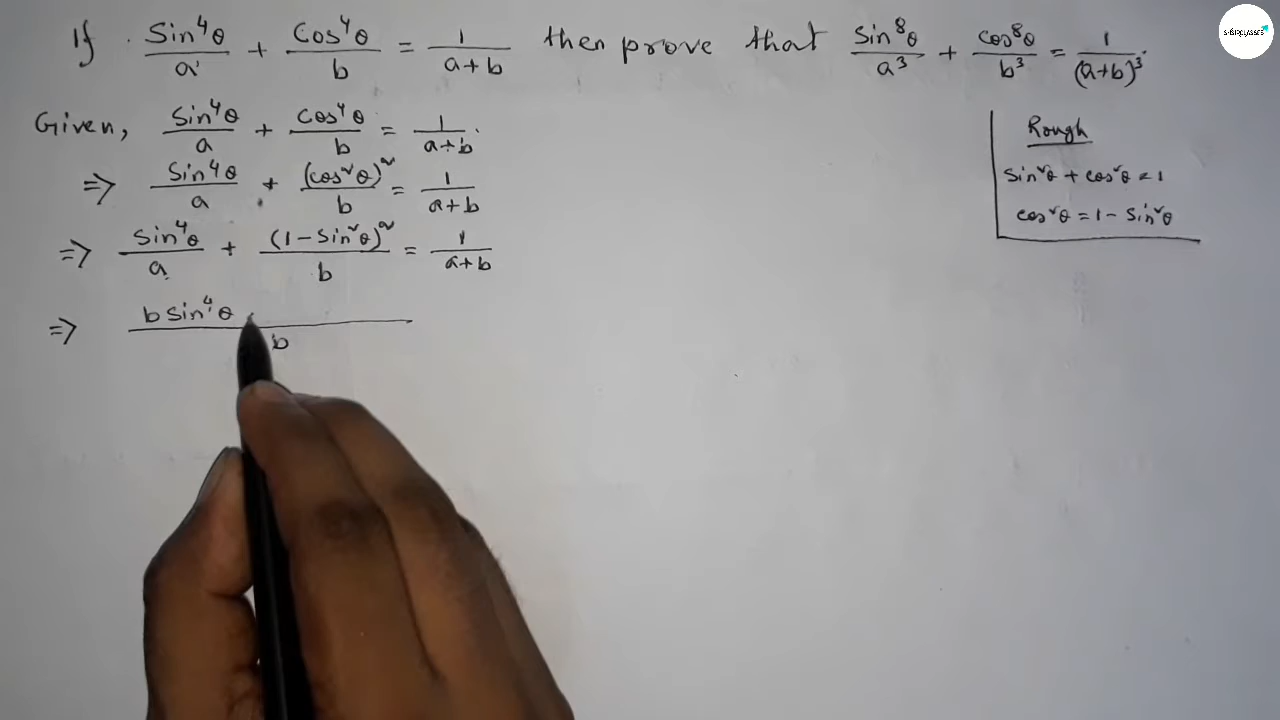 If sin⁴θ/a + cos⁴θ/b = 1/(a+b) then prove that sin⁸θ/a³ + cos⁸θ/b³ = 1/(a+b)³.
Given, sin⁴θ/a + cos⁴θ/b = 1/(a+b).
=> sin⁴θ/a + (cos²θ)²/b = 1/(a+b)
=> sin⁴θ/a + (1-sin²θ)²/b = 1/(a+b)
=> b sin⁴θ
b
Rough
sin²θ + cos²θ = 1
cos²θ = 1 - sin²θ